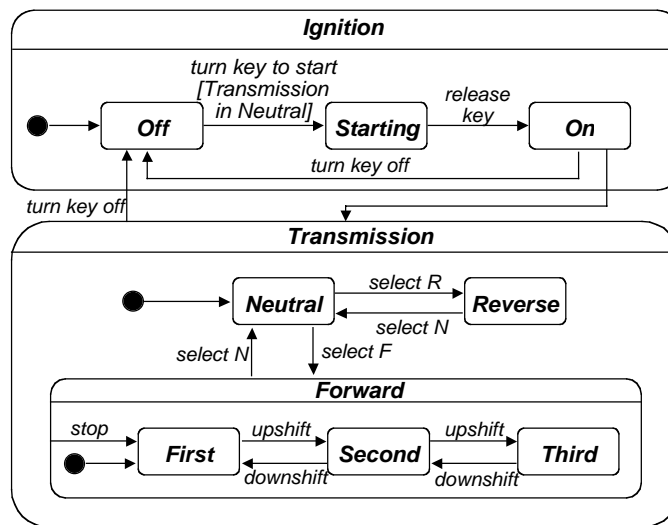 Ignition
turn key to start
[Transmission
in Neutral]
release
key
Off
Starting
On
turn key off
turn key off
Transmission
select R
Neutral
Reverse
select N
select N
select F
Forward
stop
upshift
upshift
First
Second
Third
downshift
downshift